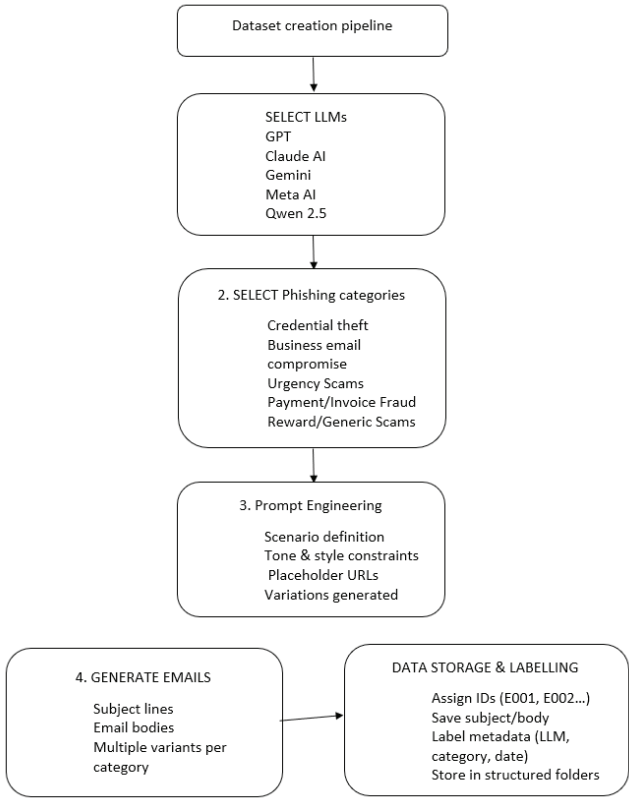 Dataset creation pipeline
SELECT LLMs
GPT
Claude AI
Gemini
Meta AI
Qwen 2.5
2. SELECT Phishing categories
Credential theft
Business email
compromise
Urgency Scams
Payment/Invoice Fraud
Reward/Generic Scams
3. Prompt Engineering
Scenario definition
Tone & style constraints
Placeholder URLs
Variations generated
4. GENERATE EMAILS
Subject lines
Email bodies
Multiple variants per
category
DATA STORAGE & LABELLING
Assign IDs (E001, E002...)
Save subject/body
Label metadata (LLM,
category, date)
Store in structured folders